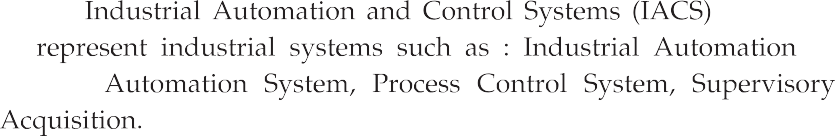 Industrial Automation and Control Systems (IACS)
represent industrial systems such as : Industrial Automation
Automation System, Process Control System, Supervisory
Acquisition.